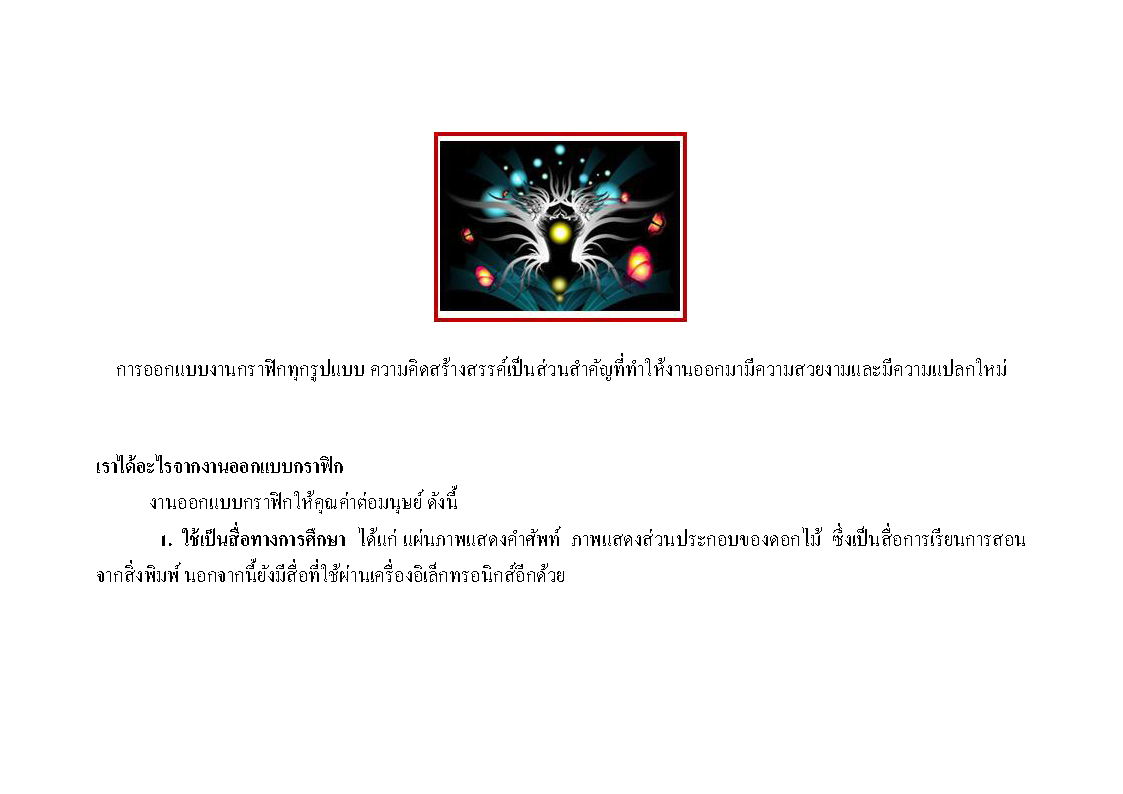 การออกแบบงานกราฟิกทุกรูปแบบ ความคิดสร้างสรรค์เป็นส่วนสำคัญที่ทำให้งานออกมามีความสวยงามและมีความแปลกใหม่
เราได้อะไรจากงานออกแบบกราฟิก
งานออกแบบกราฟิกให้คุณค่าต่อมนุษย์ ดังนี้
1. ใช้เป็นสื่อทางการศึกษา ได้แก่ แผ่นภาพแสดงคำศัพท์ ภาพแสดงส่วนประกอบของดอกไม้ ซึ่งเป็นสื่อการเรียนการสอน
จากสิ่งพิมพ์ นอกจากนี้ยังมีสื่อที่ใช้ผ่านเครื่องอิเล็กทรอนิกส์อีกด้วย